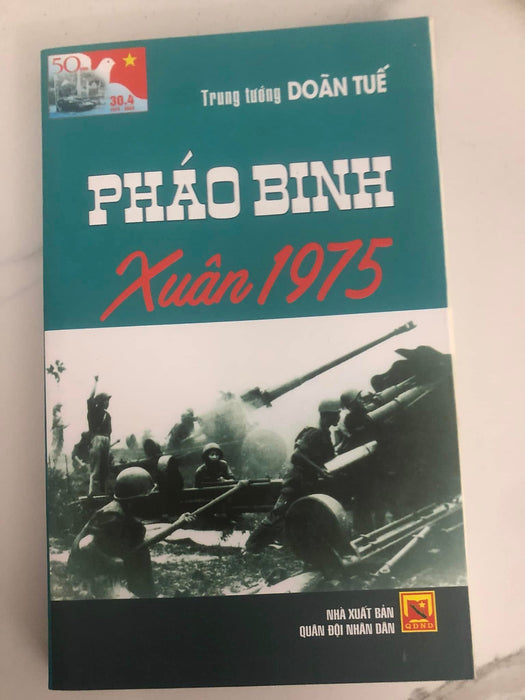 50
30.4
Trung tướng DOÃN TUẾ
PHÁO BINH
Xuân 1975
NHÀ XUẤT BẢN
QUÂN ĐỘI NHÂN DÂN
QĐND